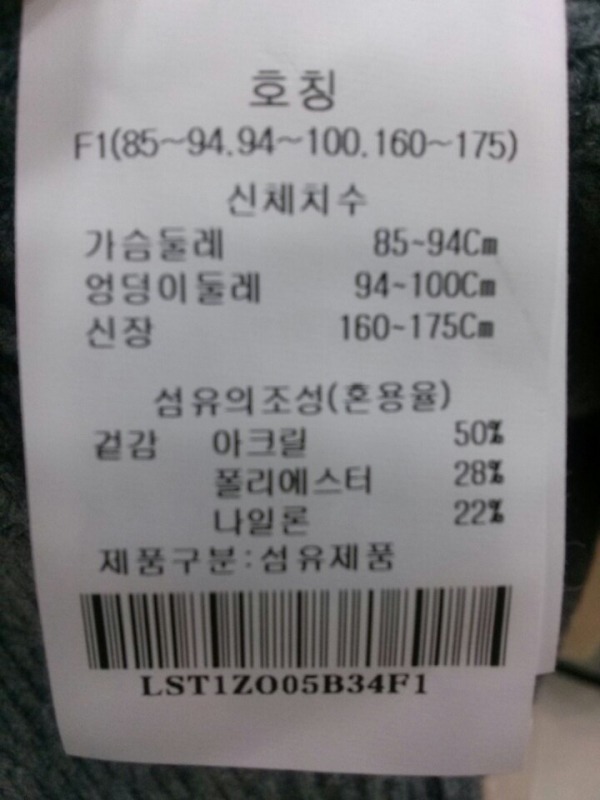 호칭
F1(85~94.94~100.160~175)
신체치수
가슴둘레 85~94Cm
엉덩이둘레 94~100Cm
신장 160~175Cm
섬유의조성(혼용율)
겉감 아크릴 50%
폴리에스터 28%
나일론 22%
제품구분:섬유제품
LST1ZO05B34F1